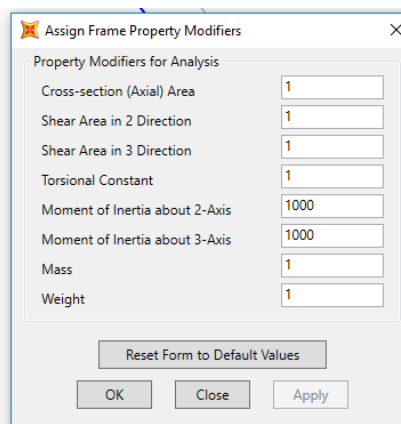 Assign Frame Property Modifiers
Property Modifiers for Analysis
Cross-section (Axial) Area 1
Shear Area in 2 Direction 1
Shear Area in 3 Direction 1
Torsional Constant 1
Moment of Inertia about 2-Axis 1000
Moment of Inertia about 3-Axis 1000
Mass 1
Weight 1
Reset Form to Default Values
OK Close Apply